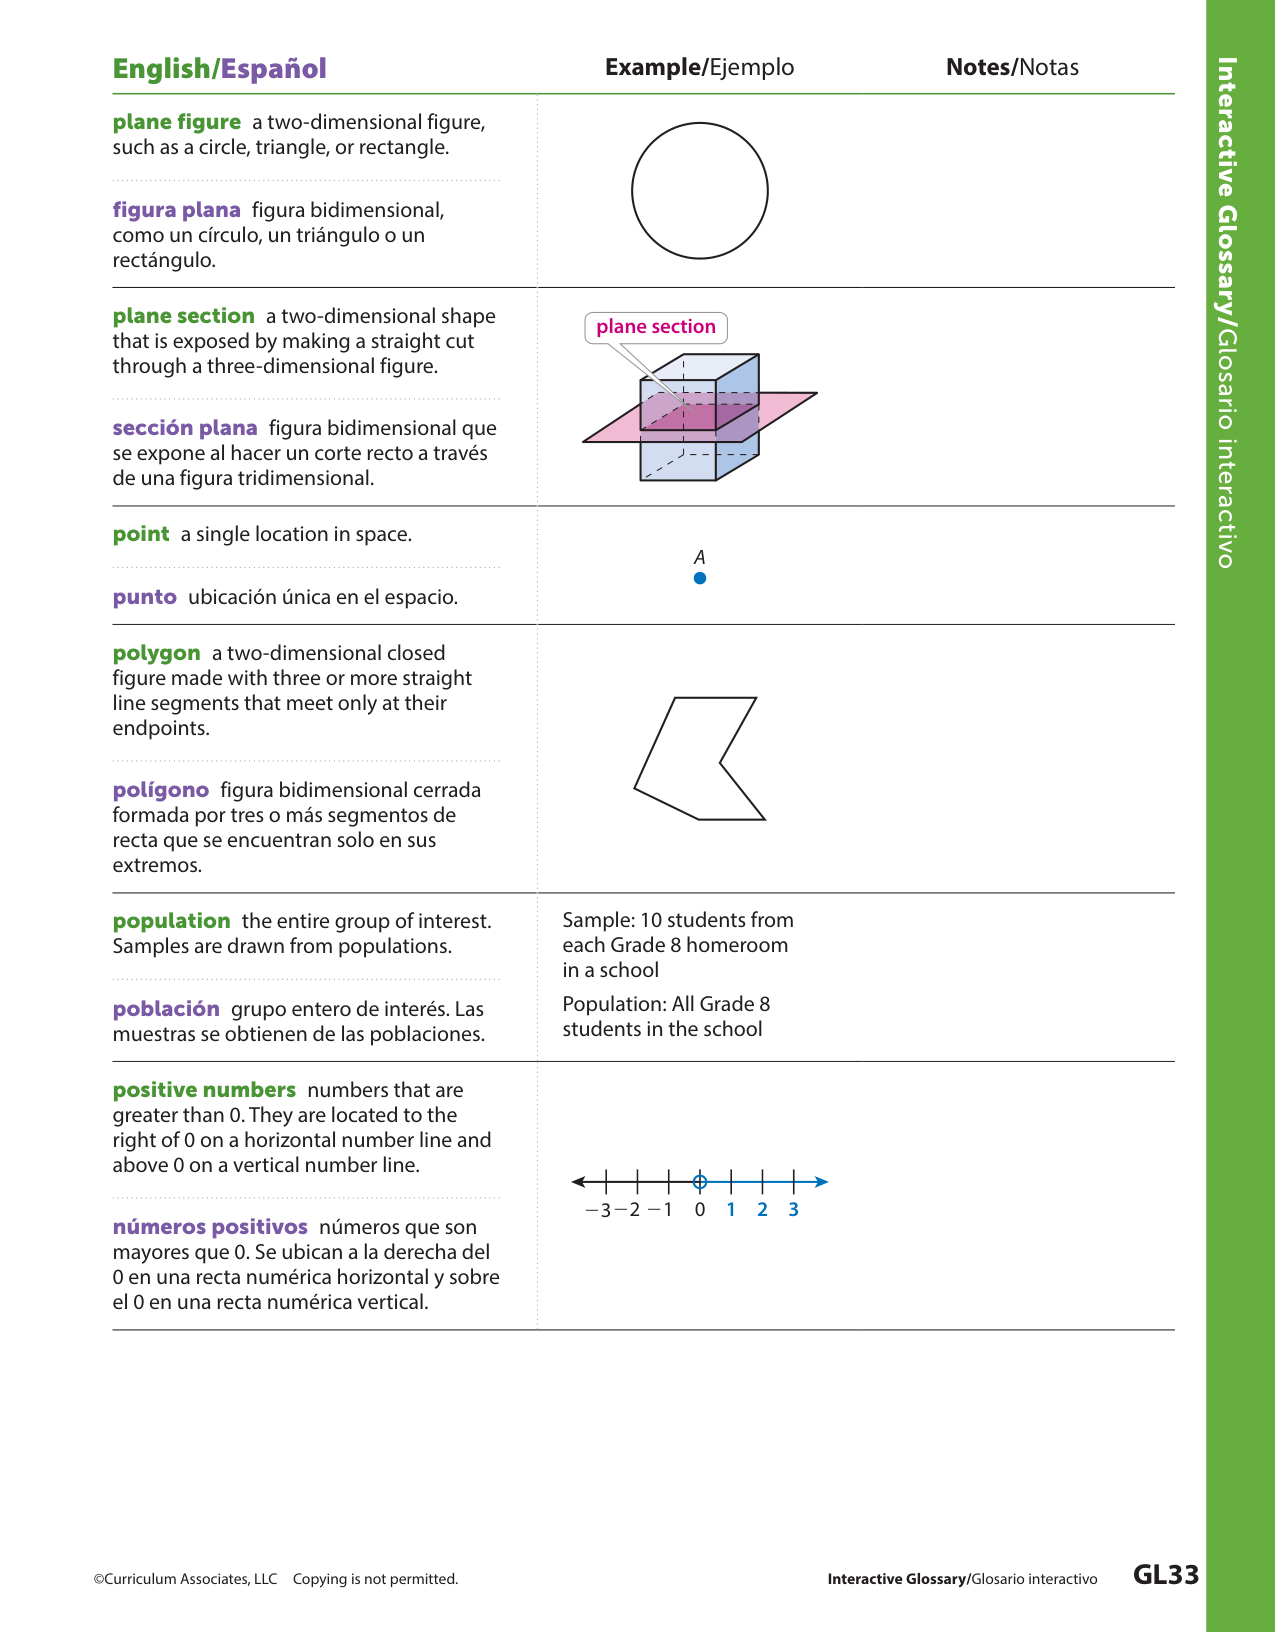 English/Español
Example/Ejemplo
Notes/Notas
plane figure a two-dimensional figure,
such as a circle, triangle, or rectangle.
figura plana figura bidimensional,
como un círculo, un triángulo o un
rectángulo.
plane section a two-dimensional shape
that is exposed by making a straight cut
through a three-dimensional figure.
sección plana figura bidimensional que
se expone al hacer un corte recto a través
de una figura tridimensional.
plane section
point a single location in space.
punto ubicación única en el espacio.
A
polygon a two-dimensional closed
figure made with three or more straight
line segments that meet only at their
endpoints.
polígono figura bidimensional cerrada
formada por tres o más segmentos de
recta que se encuentran solo en sus
extremos.
population the entire group of interest.
Samples are drawn from populations.
población grupo entero de interés. Las
muestras se obtienen de las poblaciones.
Sample: 10 students from
each Grade 8 homeroom
in a school
Population: All Grade 8
students in the school
positive numbers numbers that are
greater than 0. They are located to the
right of 0 on a horizontal number line and
above 0 on a vertical number line.
números positivos números que son
mayores que 0. Se ubican a la derecha del
0 en una recta numérica horizontal y sobre
el 0 en una recta numérica vertical.
−3 −2 −1 0 1 2 3
Interactive Glossary/Glosario interactivo
©Curriculum Associates, LLC Copying is not permitted.
Interactive Glossary/Glosario interactivo
GL33